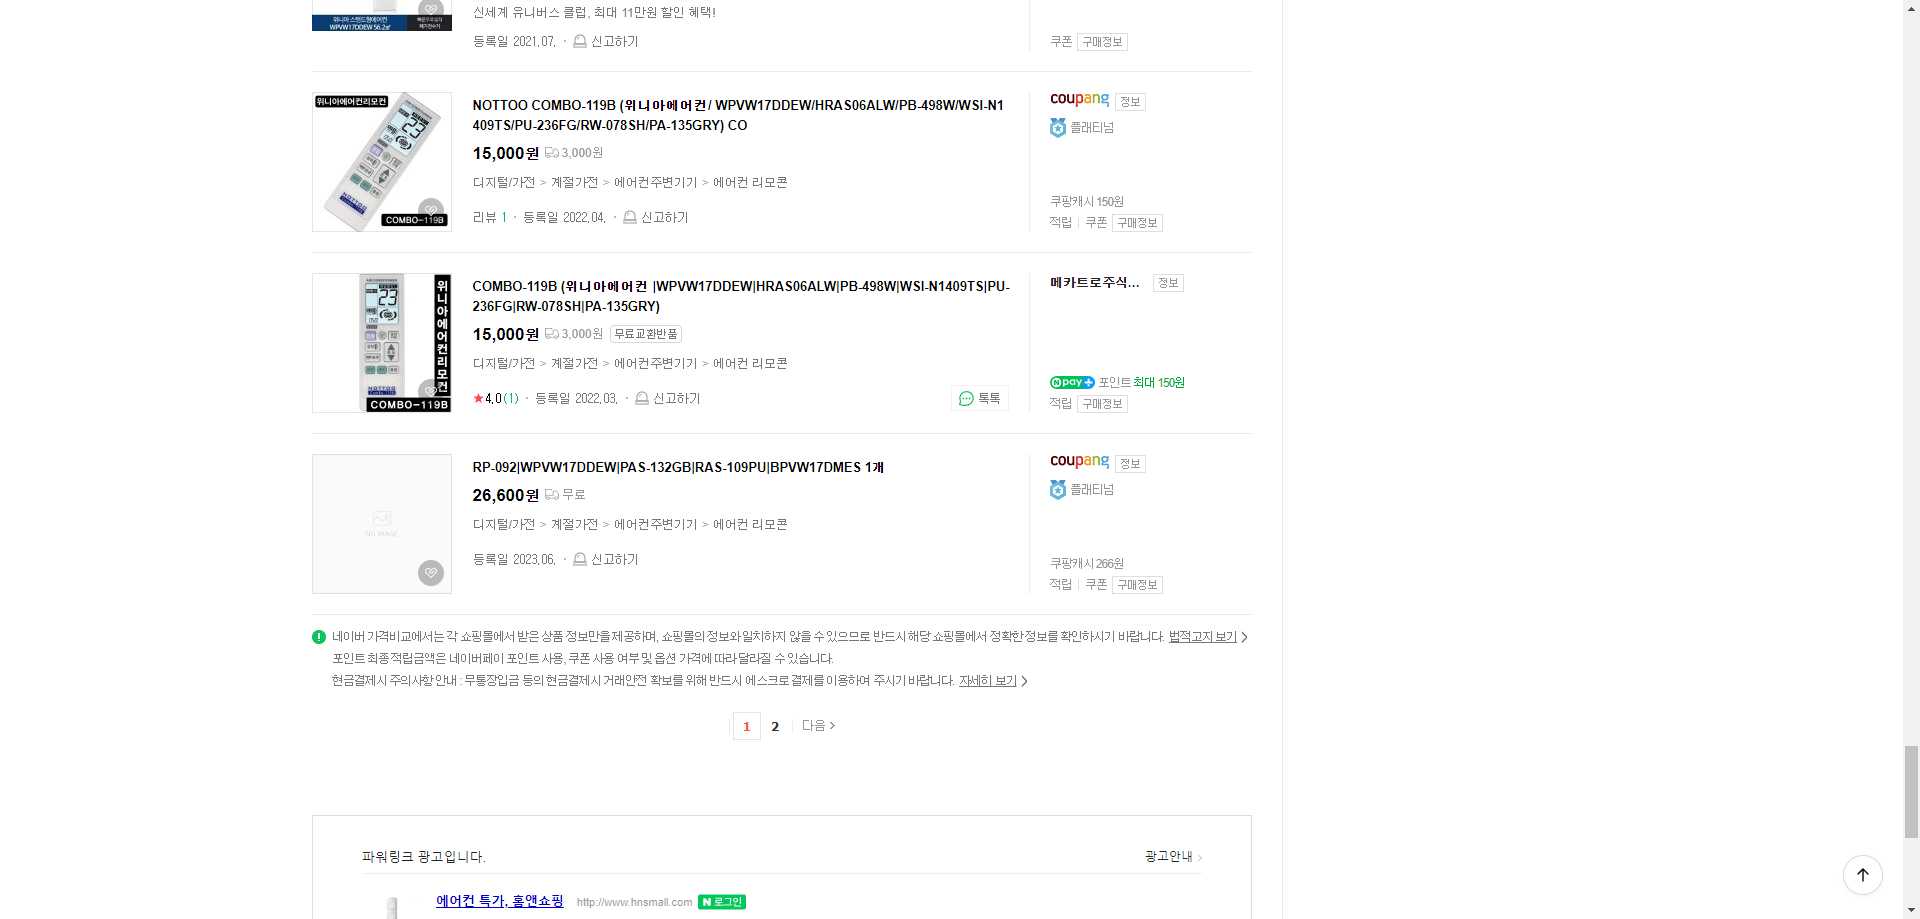 위니아 스탠드형에어컨
WPVW17DDEW 56.2㎡
신세계 유니버스 클럽, 최대 11만원 할인 혜택!
등록일 2021.07. · 신고하기
쿠폰 구매정보
위니아에어컨리모컨
23
NOTTOO
COMBO-119B
NOTTOO COMBO-119B (위니아에어컨/ WPVW17DDEW/HRAS06ALW/PB-498W/WSI-N1
409TS/PU-236FG/RW-078SH/PA-135GRY) CO
15,000원 3,000원
디지털/가전 > 계절가전 > 에어컨주변기기 > 에어컨 리모콘
리뷰 1 · 등록일 2022.04. · 신고하기
coupang 정보
플래티넘
쿠팡캐시 150원
적립 쿠폰 구매정보
위니아에어컨리모컨
23
NOTTOO
COMBO-119B
COMBO-119B (위니아에어컨 |WPVW17DDEW|HRAS06ALW|PB-498W|WSI-N1409TS|PU-
236FG|RW-078SH|PA-135GRY)
15,000원 3,000원 무료교환반품
디지털/가전 > 계절가전 > 에어컨주변기기 > 에어컨 리모콘
★4.0(1) · 등록일 2022.03. · 신고하기
톡톡
메카트로주식... 정보
N pay+ 포인트 최대 150원
적립 구매정보
NO IMAGE
RP-092|WPVW17DDEW|PAS-132GB|RAS-109PU|BPVW17DMES 1개
26,600원 무료
디지털/가전 > 계절가전 > 에어컨주변기기 > 에어컨 리모콘
등록일 2023.06. · 신고하기
coupang 정보
플래티넘
쿠팡캐시 266원
적립 쿠폰 구매정보
네이버 가격비교에서는 각 쇼핑몰에서 받은 상품 정보만을 제공하며, 쇼핑몰의 정보와 일치하지 않을 수 있으므로 반드시 해당 쇼핑몰에서 정확한 정보를 확인하시기 바랍니다. 법적고지 보기 >
포인트 최종 적립금액은 네이버페이 포인트 사용, 쿠폰 사용 여부 및 옵션 가격에 따라 달라질 수 있습니다.
현금결제시 주의사항 안내 : 무통장입금 등의 현금결제시 거래안전 확보를 위해 반드시 에스크로 결제를 이용하여 주시기 바랍니다. 자세히 보기 >
1 2 다음 >
파워링크 광고입니다.
광고안내 >
에어컨 특가, 홈앤쇼핑 http://www.hnsmall.com N 로그인